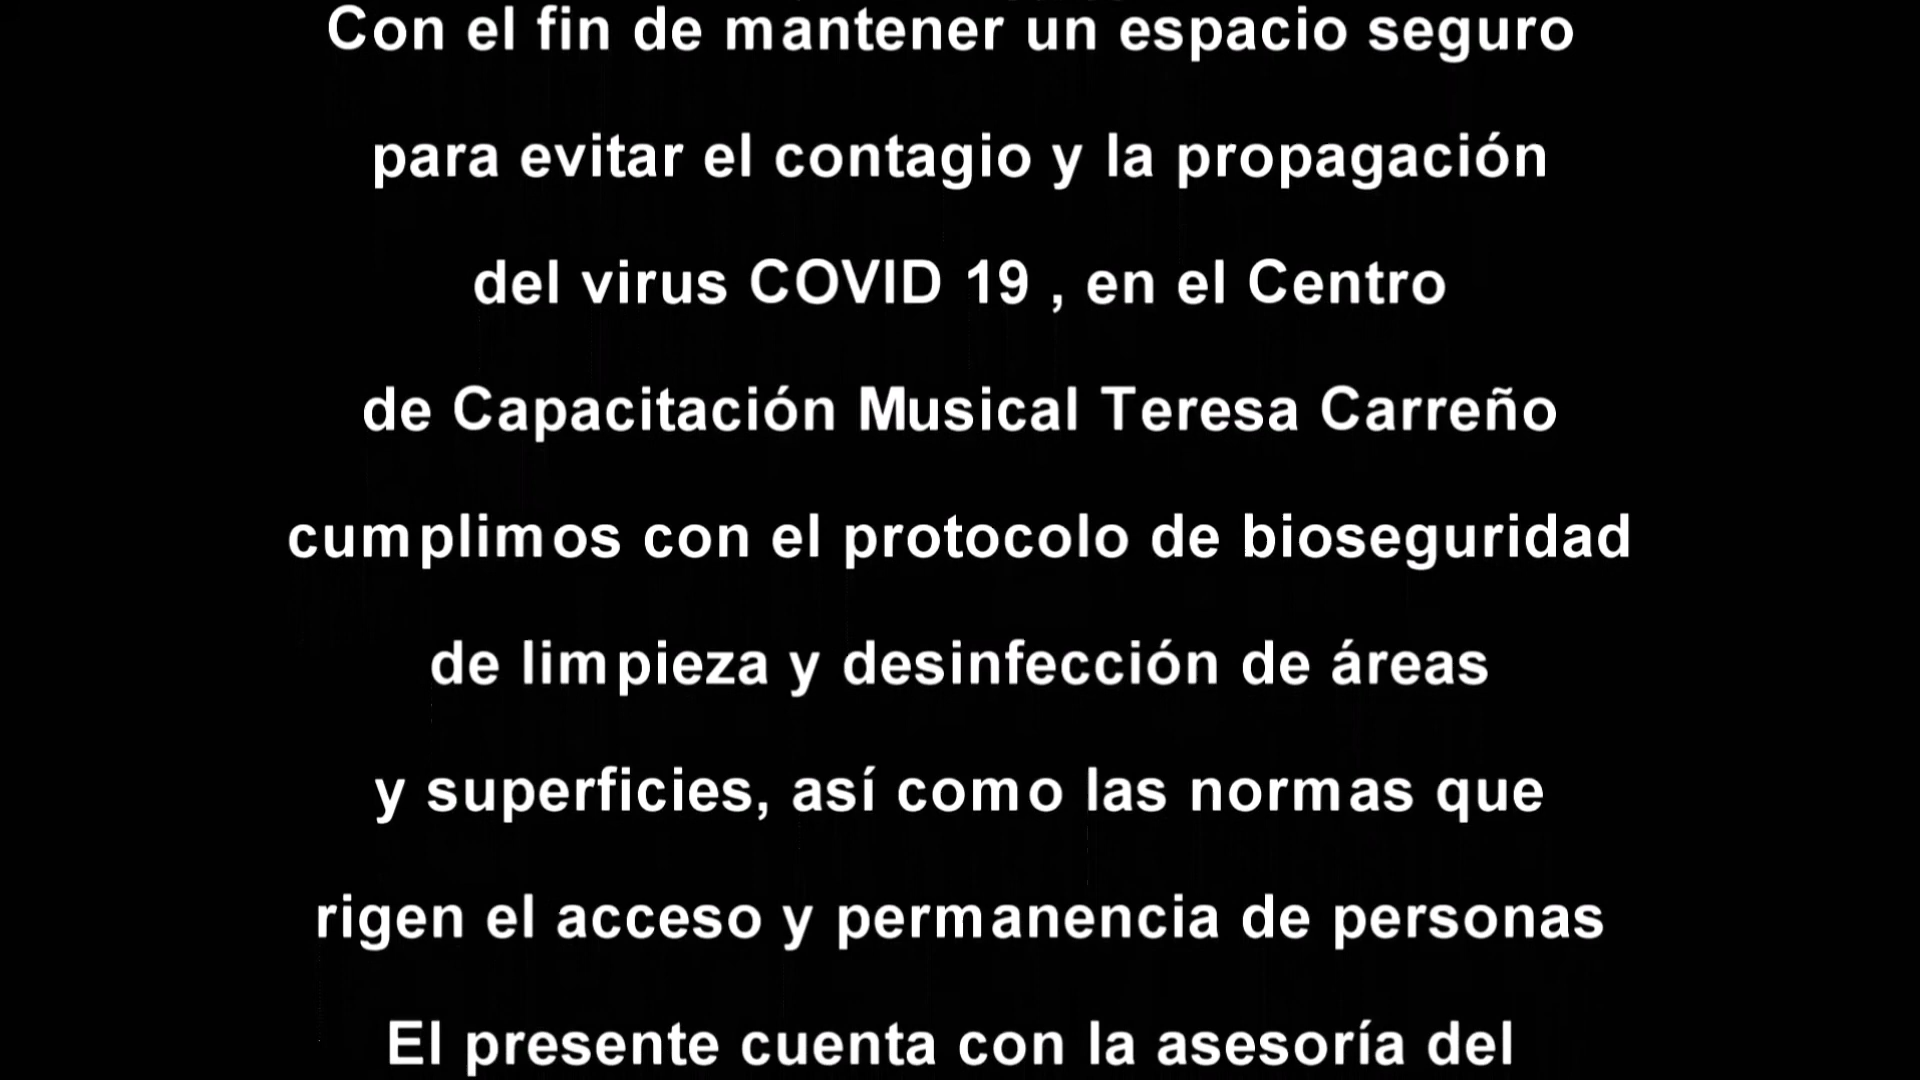 Con el fin de mantener un espacio seguro
para evitar el contagio y la propagación
del virus COVID 19 , en el Centro
de Capacitación Musical Teresa Carreño
cumplimos con el protocolo de bioseguridad
de limpieza y desinfección de áreas
y superficies, así como las normas que
rigen el acceso y permanencia de personas
El presente cuenta con la asesoría del